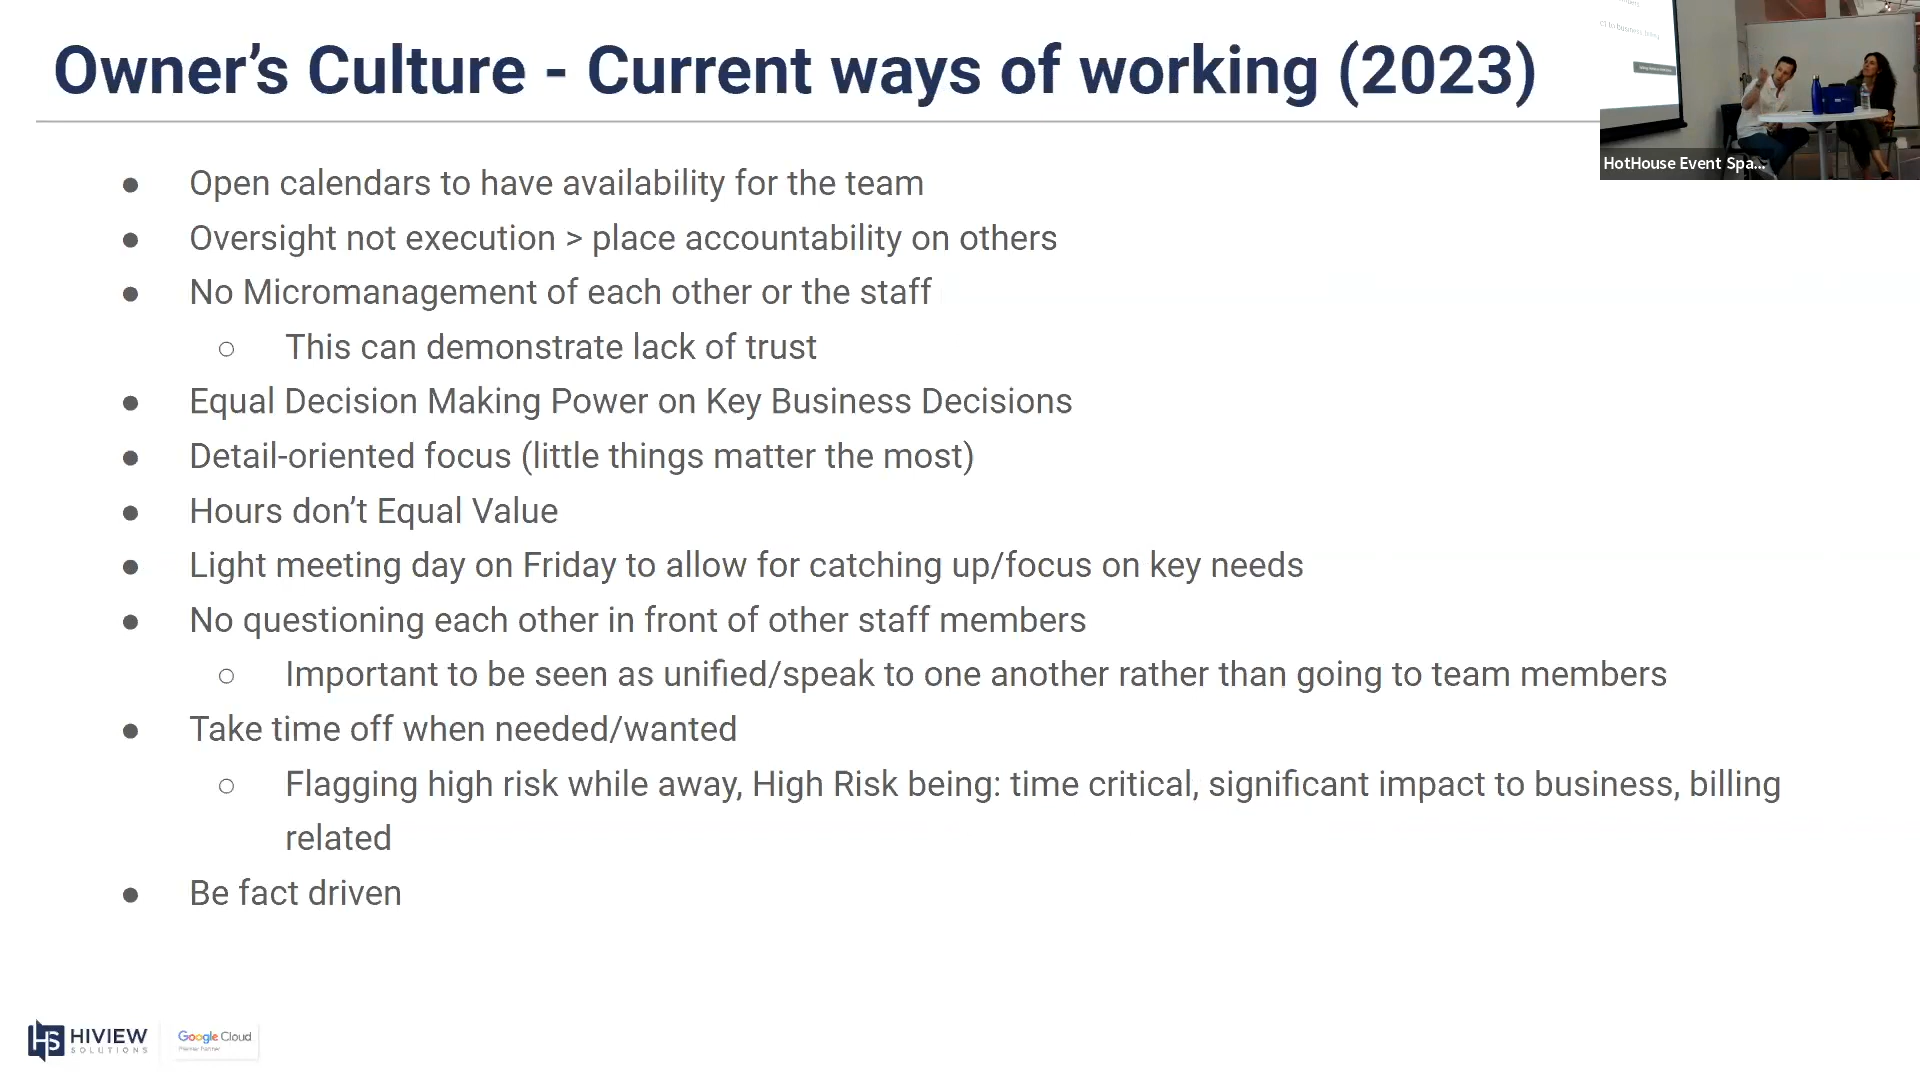 Owner’s Culture - Current ways of working (2023)
HotHouse Event Spa...
● Open calendars to have availability for the team
● Oversight not execution > place accountability on others
● No Micromanagement of each other or the staff
○ This can demonstrate lack of trust
● Equal Decision Making Power on Key Business Decisions
● Detail-oriented focus (little things matter the most)
● Hours don’t Equal Value
● Light meeting day on Friday to allow for catching up/focus on key needs
● No questioning each other in front of other staff members
○ Important to be seen as unified/speak to one another rather than going to team members
● Take time off when needed/wanted
○ Flagging high risk while away, High Risk being: time critical, significant impact to business, billing
related
● Be fact driven
HS HIVIEW
SOLUTIONS
Google Cloud
Premier Partner